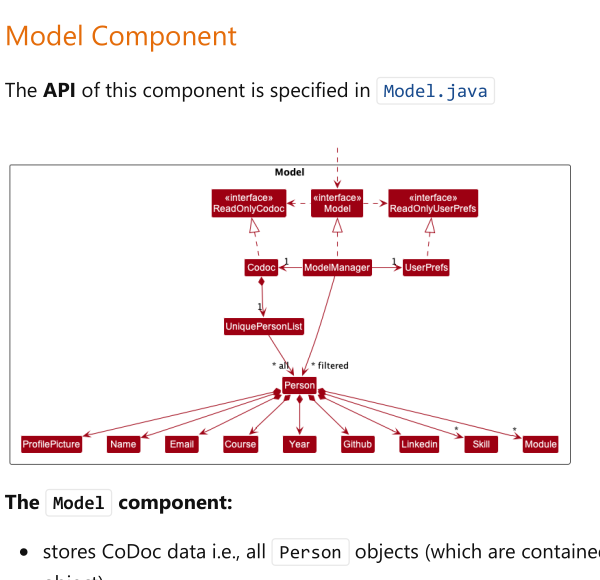 Model Component
The API of this component is specified in Model.java
Model
«interface» ReadOnlyCodoc
«interface» Model
«interface» ReadOnlyUserPrefs
Codoc
1
ModelManager
1
UserPrefs
1
UniquePersonList
* all
* filtered
Person
* *
ProfilePicture Name Email Course Year Github Linkedin Skill Module
The Model component:
• stores CoDoc data i.e., all Person objects (which are contained
object)